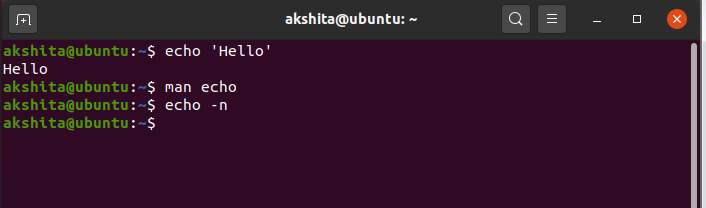 akshita@ubuntu: ~
akshita@ubuntu:~$ echo 'Hello'
Hello
akshita@ubuntu:~$ man echo
akshita@ubuntu:~$ echo -n
akshita@ubuntu:~$